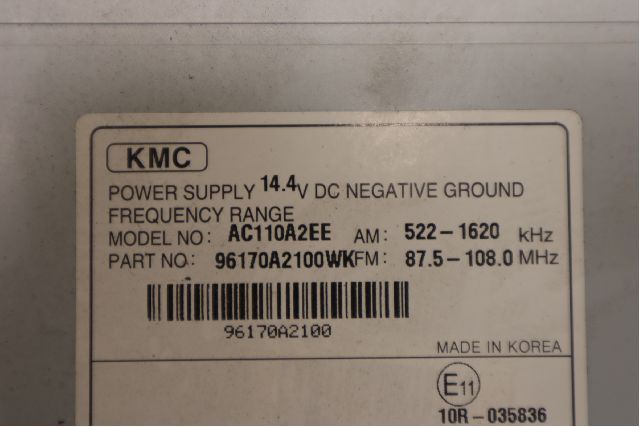 KMC
POWER SUPPLY 14.4V DC NEGATIVE GROUND
FREQUENCY RANGE
MODEL NO: AC110A2EE AM: 522-1620 kHz
PART NO: 96170A2100WK FM: 87.5-108.0 MHz
96170A2100
MADE IN KOREA
E11
10R-035836